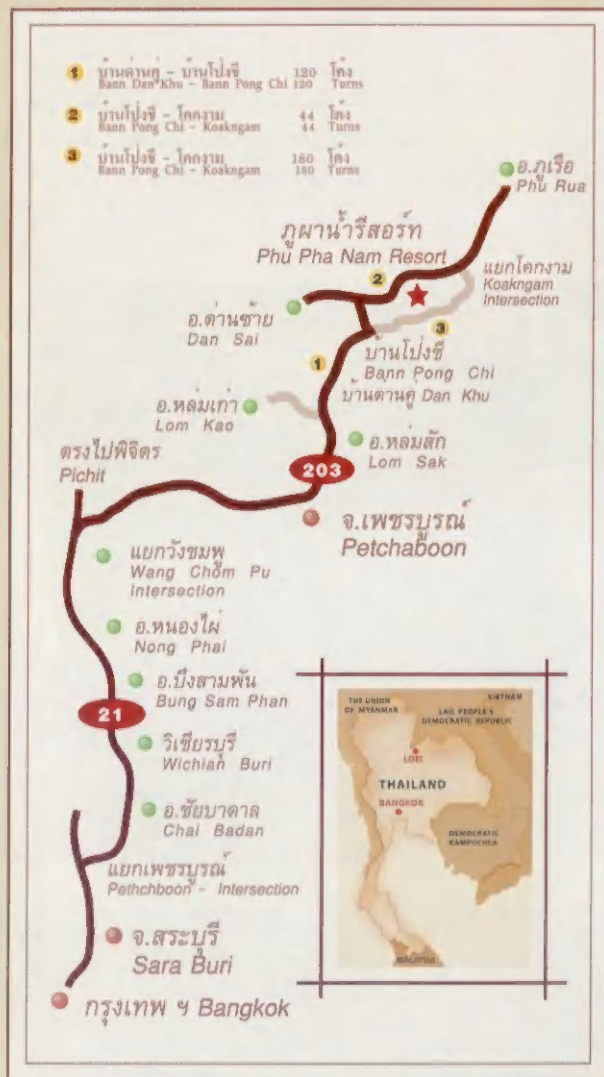 1 บ้านด่านคู่ - บ้านโป่งชี 120 โค้ง
Bann Dan Khu - Bann Pong Chi 120 Turns
2 บ้านโป่งชี - โคกงาม 44 โค้ง
Bann Pong Chi - Koakngam 44 Turns
3 บ้านโป่งชี - โคกงาม 180 โค้ง
Bann Pong Chi - Koakngam 180 Turns
อ.ภูเรือ
Phu Rua
ภูผาน้ำรีสอร์ท
Phu Pha Nam Resort
2
แยกโคกงาม
Koakngam
Intersection
อ.ด่านซ้าย
Dan Sai
3
1
บ้านโป่งชี
Bann Pong Chi
บ้านด่านคู่ Dan Khu
อ.หล่มเก่า
Lom Kao
อ.หล่มสัก
Lom Sak
203
ตรงไปพิจิตร
Pichit
จ.เพชรบูรณ์
Petchaboon
แยกวังชมพู
Wang Chom Pu
Intersection
อ.หนองไผ่
Nong Phai
อ.บึงสามพัน
Bung Sam Phan
21
วิเชียรบุรี
Wichian Buri
อ.ชัยบาดาล
Chai Badan
แยกเพชรบูรณ์
Pethchboon - Intersection
จ.สระบุรี
Sara Buri
กรุงเทพ ฯ Bangkok
THE UNION
OF MYANMAR
VIETNAM
LAO PEOPLE'S
DEMOCRATIC REPUBLIC
LOEI
THAILAND
BANGKOK
DEMOCRATIC
KAMPUCHEA
MALAYSIA